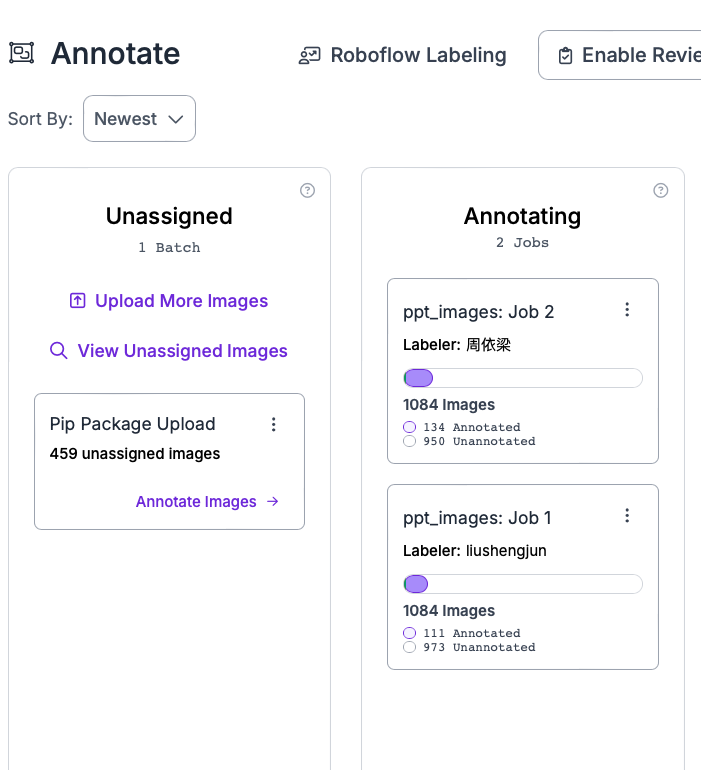 Annotate
Roboflow Labeling
Enable Revie
Sort By:
Newest
Unassigned
1 Batch
Upload More Images
View Unassigned Images
Pip Package Upload
459 unassigned images
Annotate Images →
Annotating
2 Jobs
ppt_images: Job 2
Labeler: 周依梁
1084 Images
134 Annotated
950 Unannotated
ppt_images: Job 1
Labeler: liushengjun
1084 Images
111 Annotated
973 Unannotated